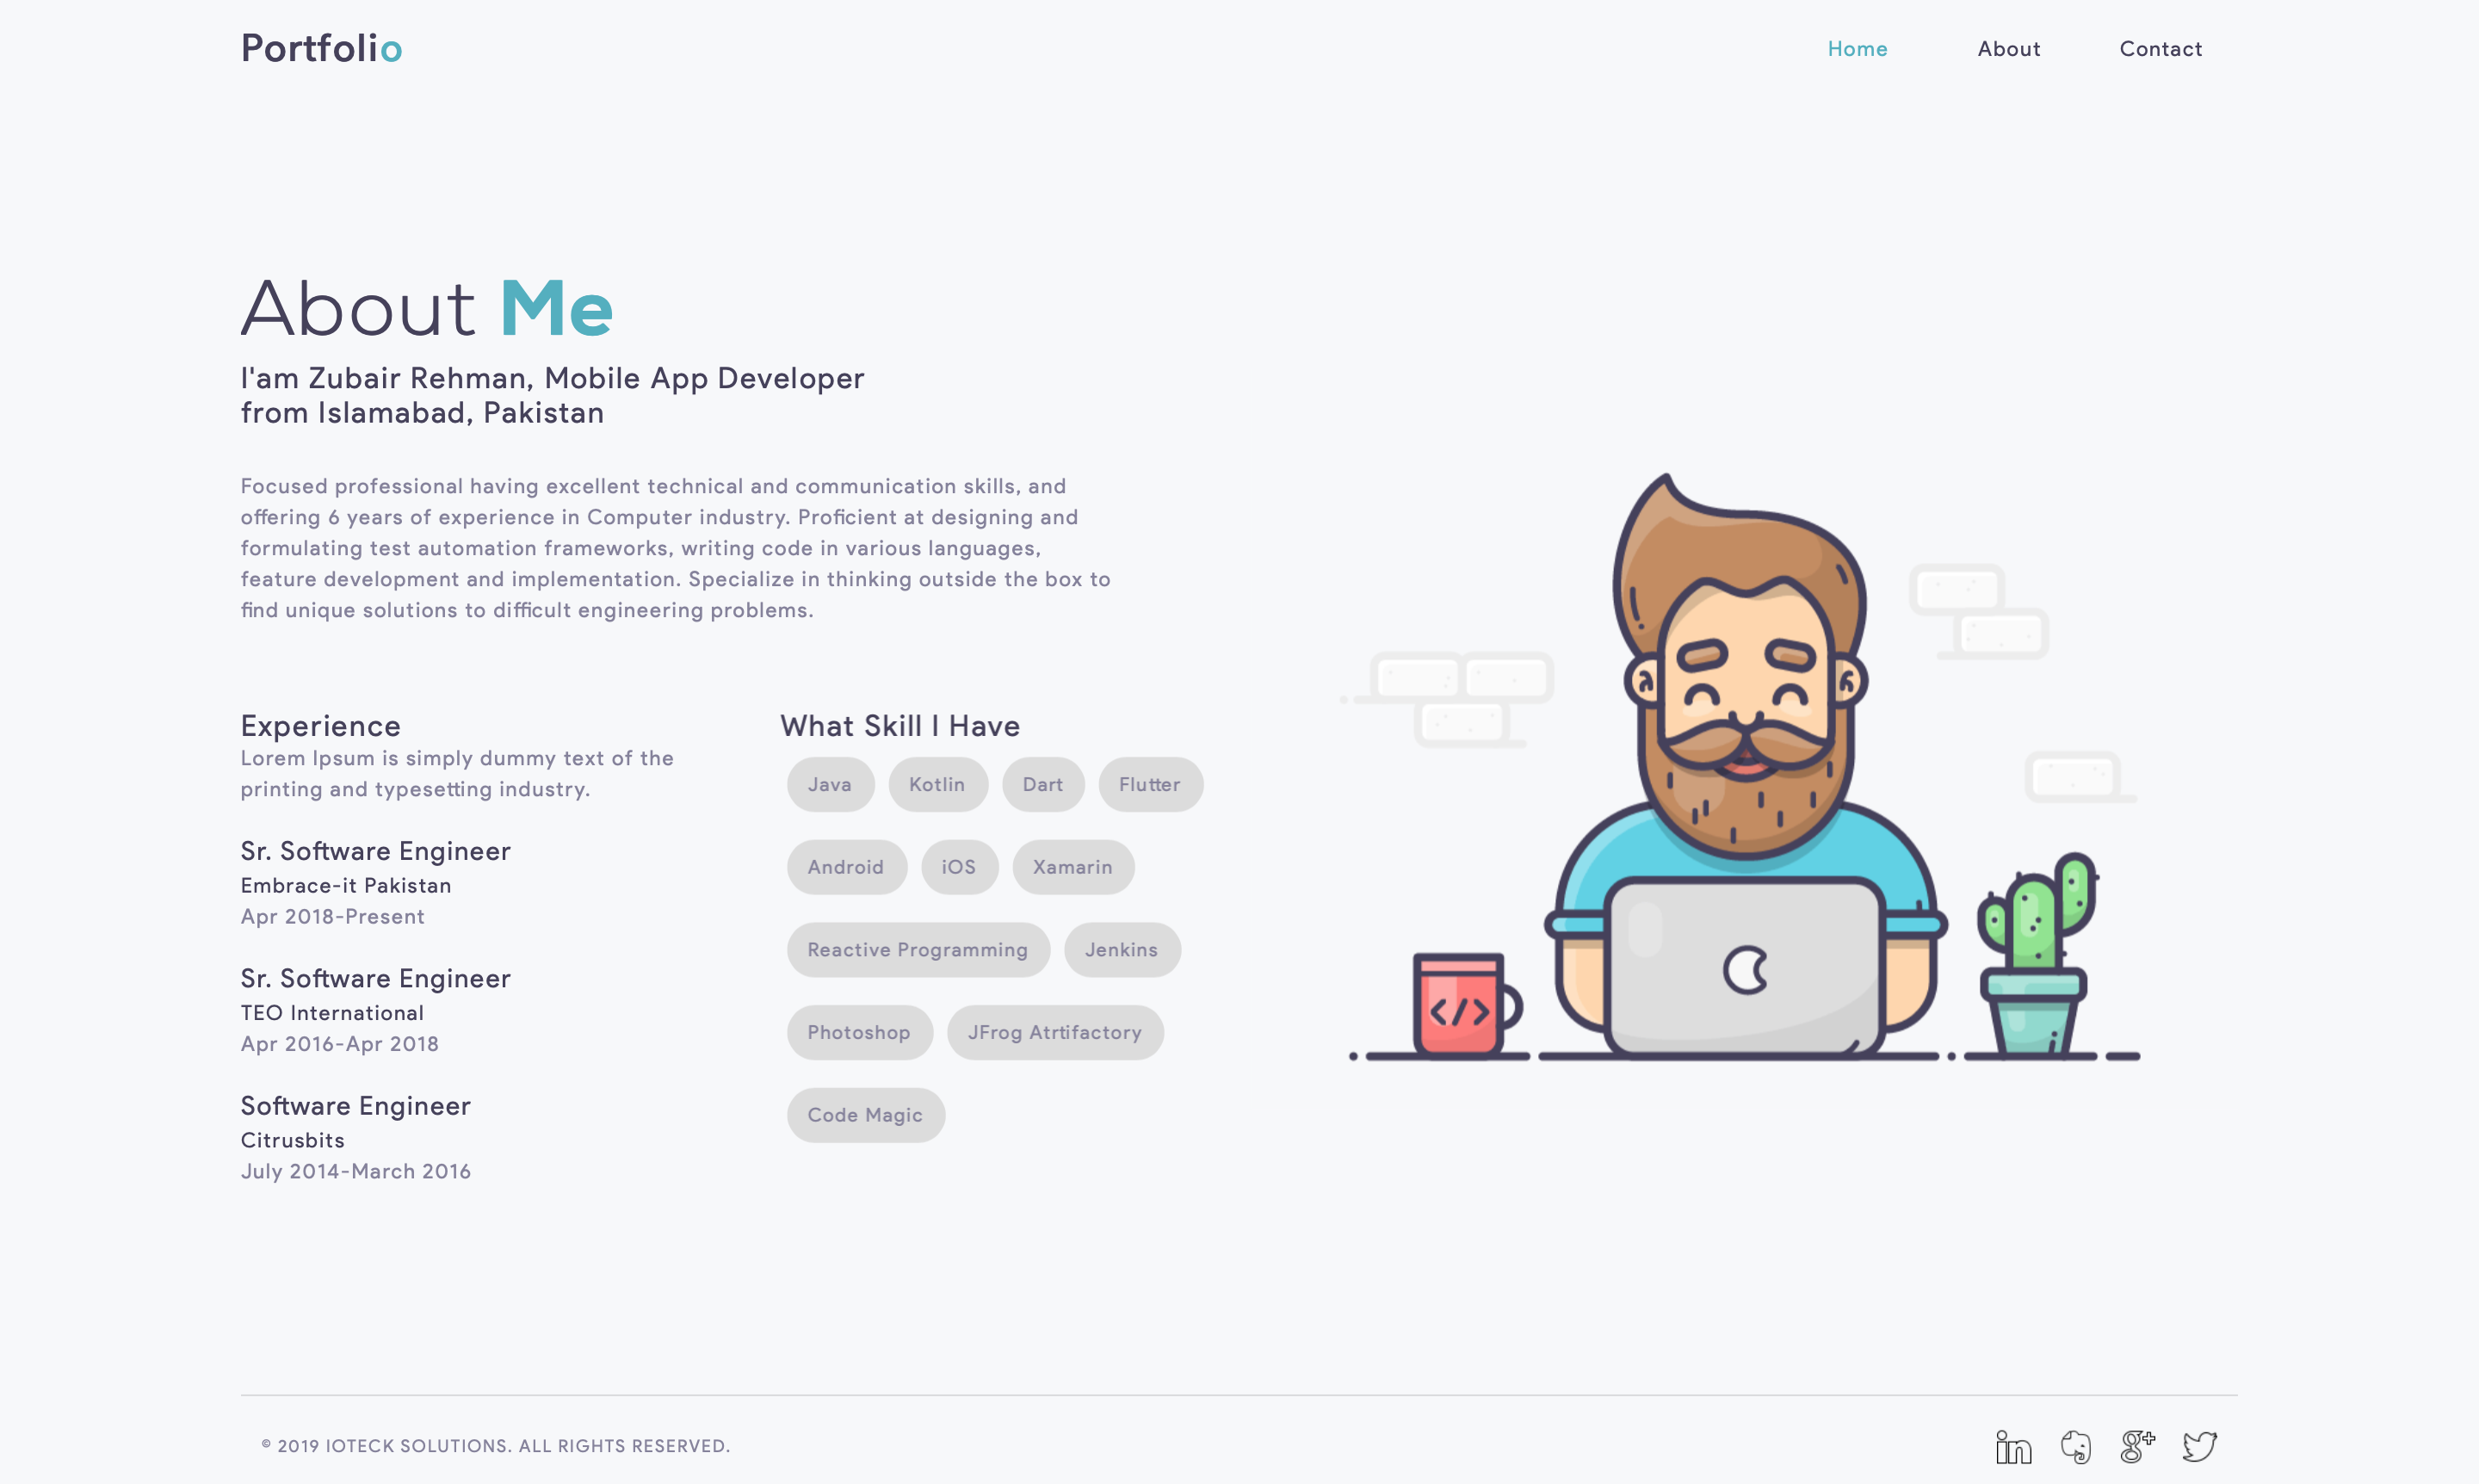 Portfolio
Home
About
Contact
About Me
I'am Zubair Rehman, Mobile App Developer
from Islamabad, Pakistan
Focused professional having excellent technical and communication skills, and
offering 6 years of experience in Computer industry. Proficient at designing and
formulating test automation frameworks, writing code in various languages,
feature development and implementation. Specialize in thinking outside the box to
find unique solutions to difficult engineering problems.
Experience
Lorem Ipsum is simply dummy text of the
printing and typesetting industry.
Sr. Software Engineer
Embrace-it Pakistan
Apr 2018-Present
Sr. Software Engineer
TEO International
Apr 2016-Apr 2018
Software Engineer
Citrusbits
July 2014-March 2016
What Skill I Have
Java
Kotlin
Dart
Flutter
Android
iOS
Xamarin
Reactive Programming
Jenkins
Photoshop
JFrog Atrtifactory
Code Magic
</>
© 2019 IOTECK SOLUTIONS. ALL RIGHTS RESERVED.
in
g+